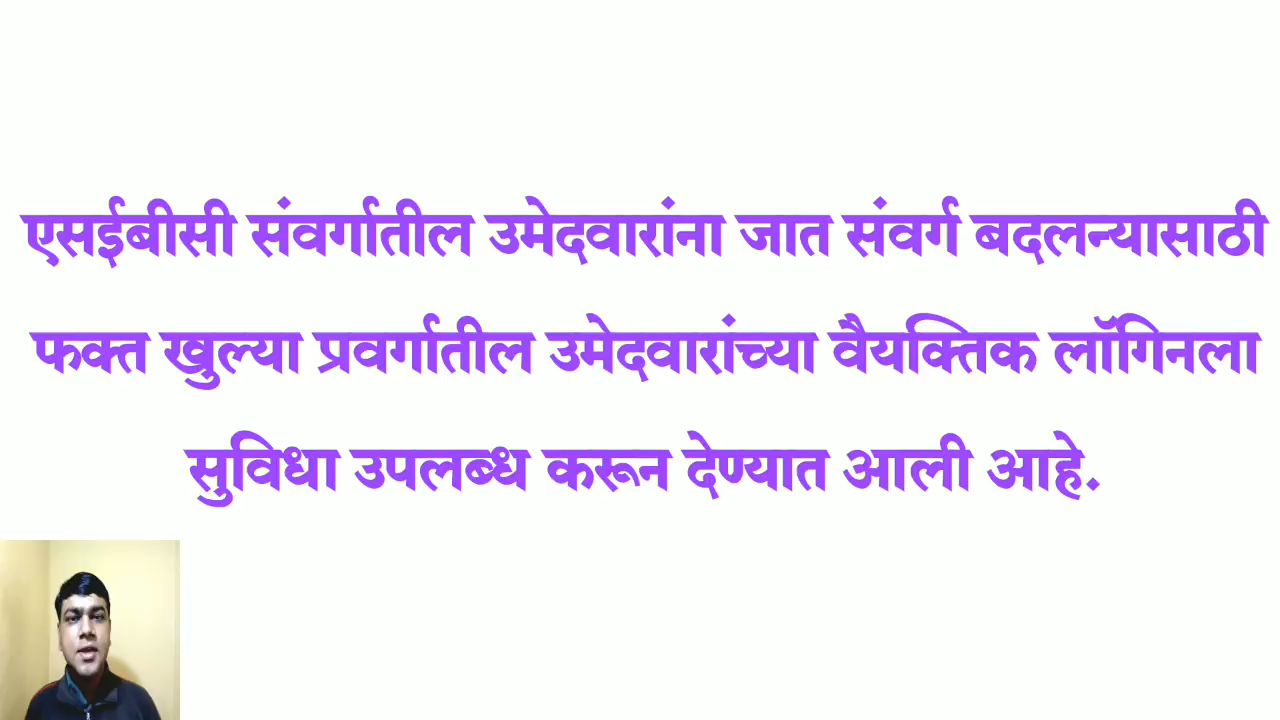 एसईबीसी संवर्गातील उमेदवारांना जात संवर्ग बदलन्यासाठी
फक्त खुल्या प्रवर्गातील उमेदवारांच्या वैयक्तिक लॉगिनला
सुविधा उपलब्ध करून देण्यात आली आहे.